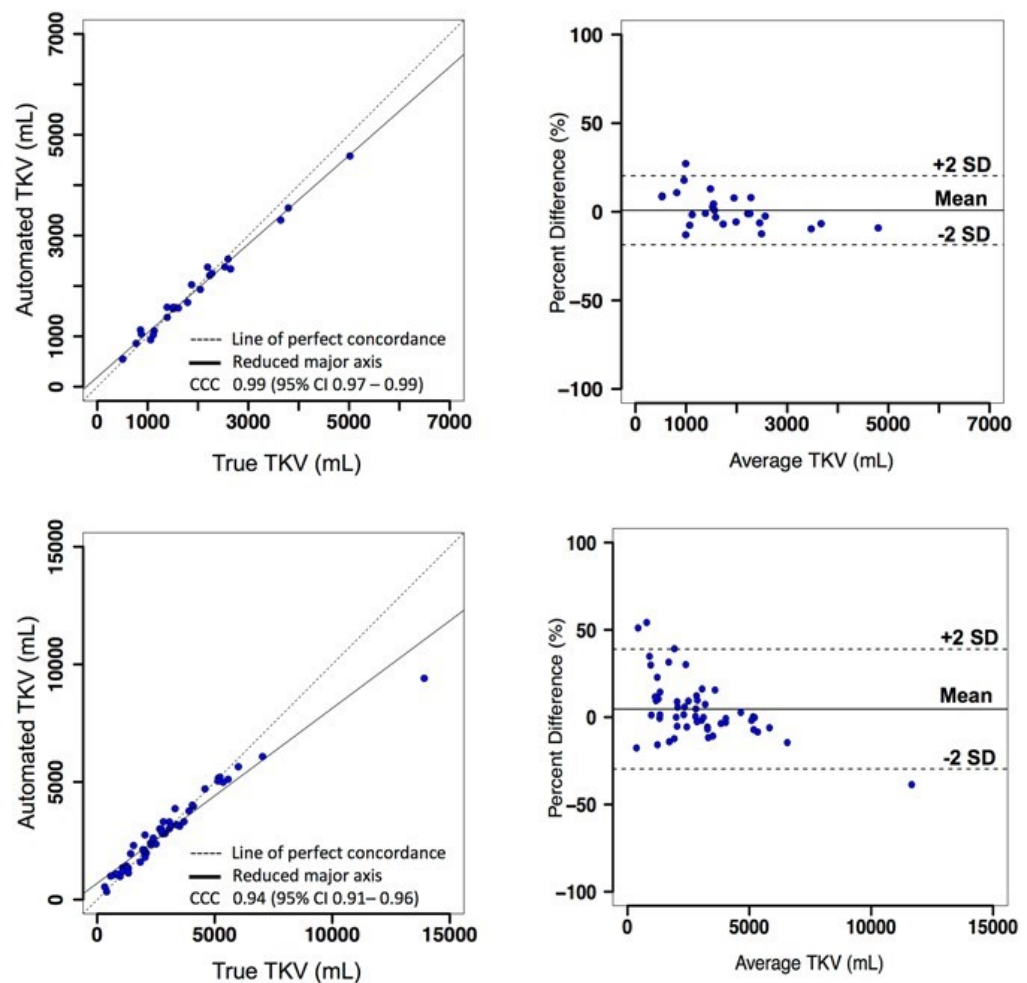 7000
5000
3000
1000
0
Automated TKV (mL)
Line of perfect concordance
Reduced major axis
CCC 0.99 (95% CI 0.97 – 0.99)
0 1000 3000 5000 7000
True TKV (mL)
100
50
0
−50
−100
Percent Difference (%)
+2 SD
Mean
-2 SD
0 1000 3000 5000 7000
Average TKV (mL)
15000
10000
5000
0
Automated TKV (mL)
Line of perfect concordance
Reduced major axis
CCC 0.94 (95% CI 0.91– 0.96)
0 5000 10000 15000
True TKV (mL)
100
50
0
−50
−100
Percent Difference (%)
+2 SD
Mean
-2 SD
0 5000 10000 15000
Average TKV (mL)